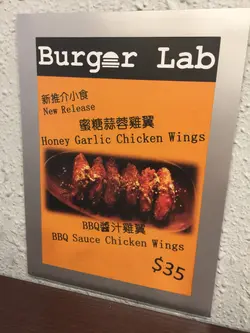 Burger Lab
新推介小食
New Release
蜜糖蒜蓉雞翼
Honey Garlic Chicken Wings
BBQ醬汁雞翼
BBQ Sauce Chicken Wings
$35